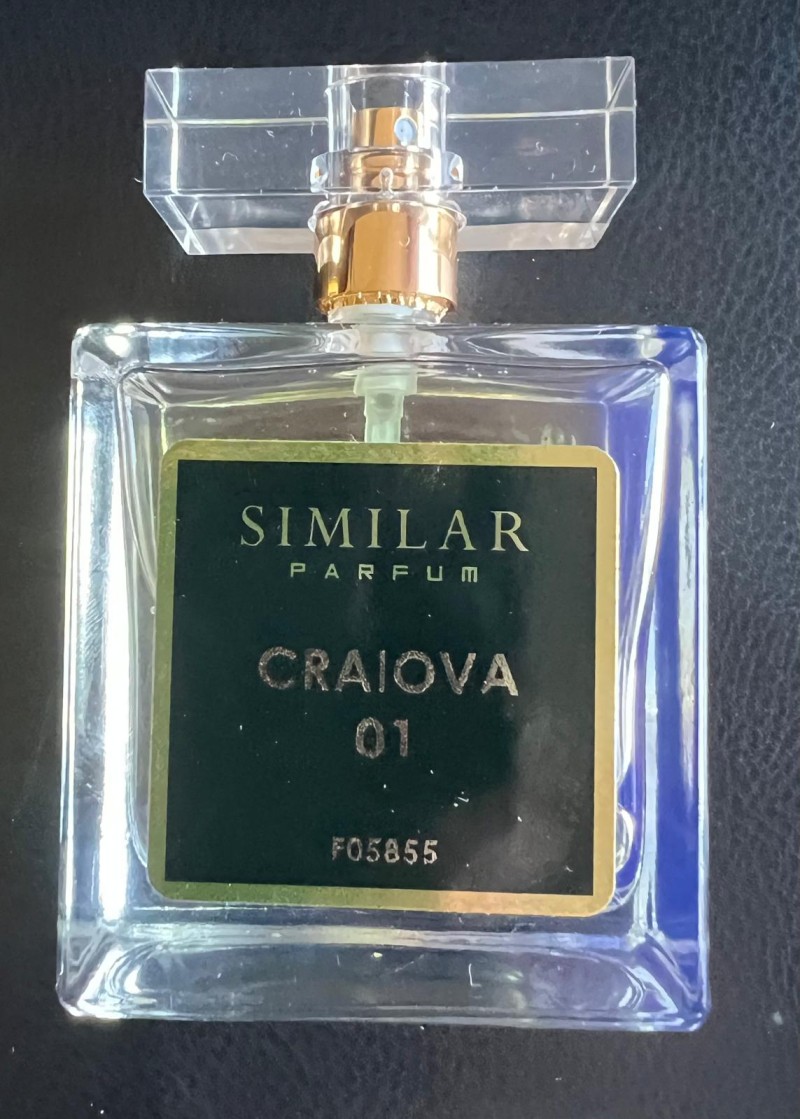 SIMILAR
PARFUM
CRAIOVA
01
F05855